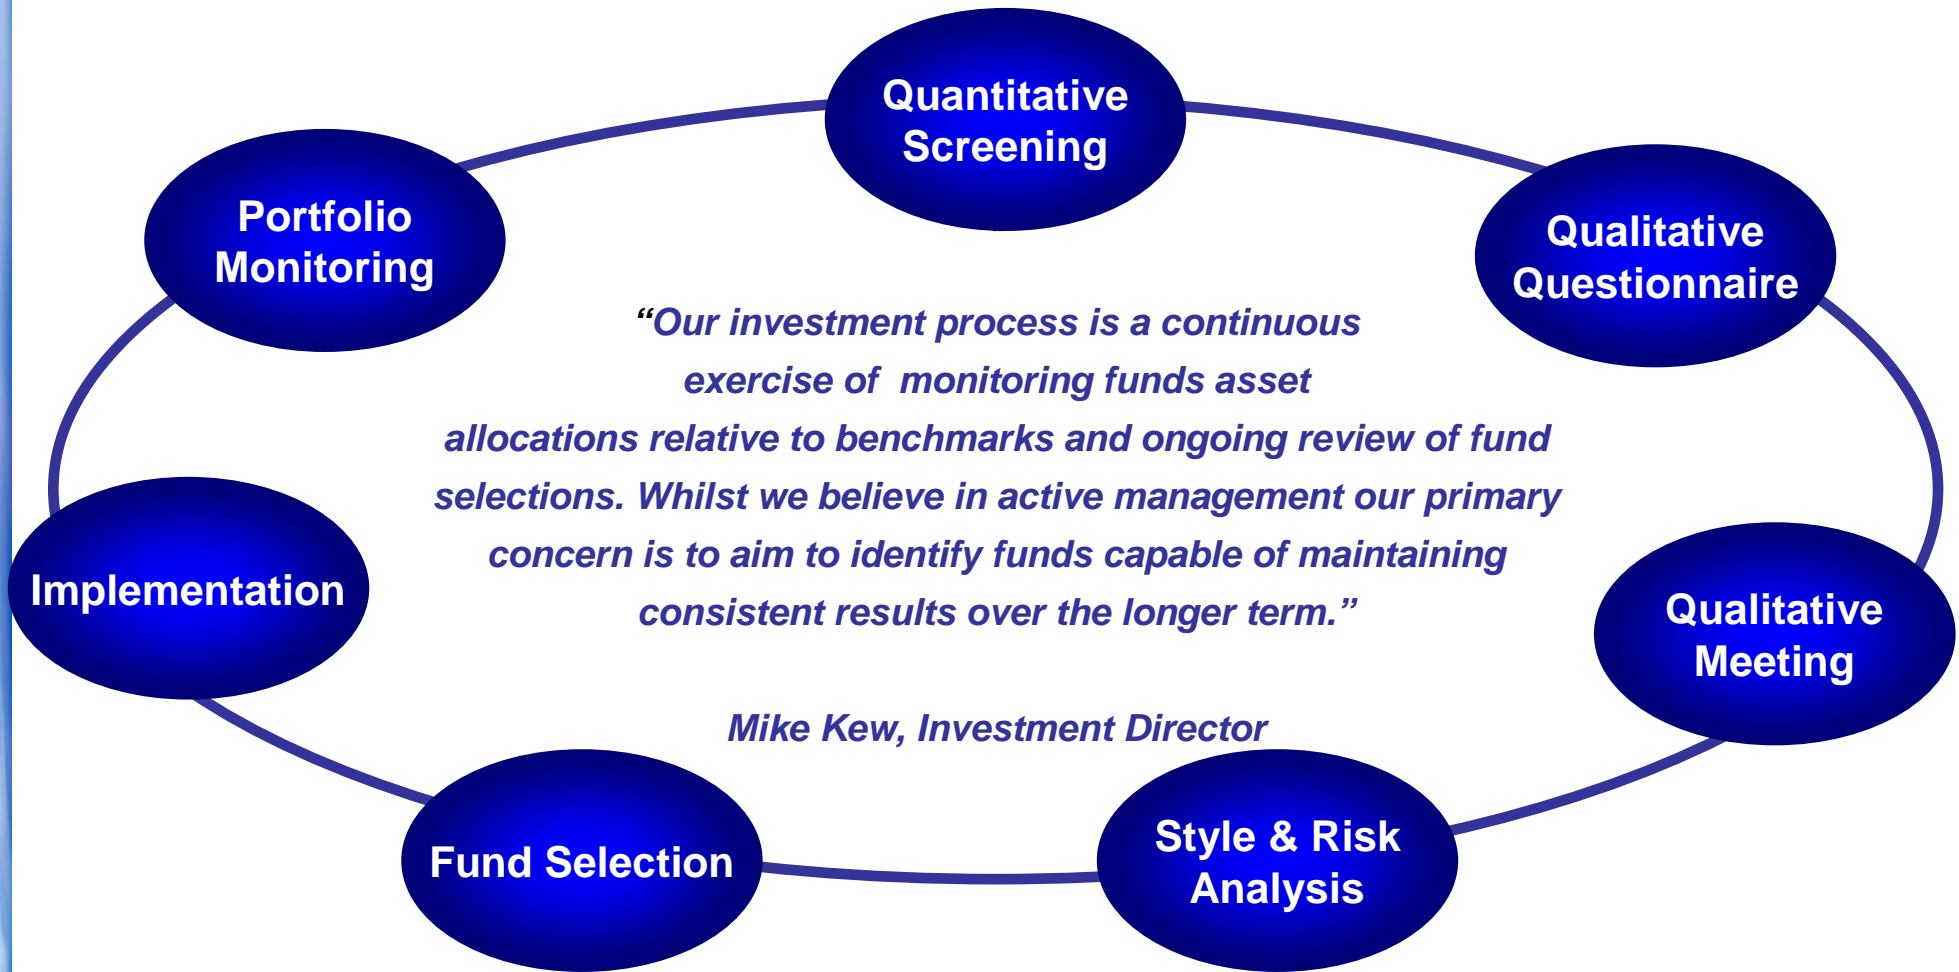 Quantitative
Screening
Qualitative
Questionnaire
Qualitative
Meeting
Style & Risk
Analysis
Fund Selection
Implementation
Portfolio
Monitoring
“Our investment process is a continuous
exercise of  monitoring funds asset
allocations relative to benchmarks and ongoing review of fund
selections. Whilst we believe in active management our primary
concern is to aim to identify funds capable of maintaining
consistent results over the longer term.”
Mike Kew, Investment Director